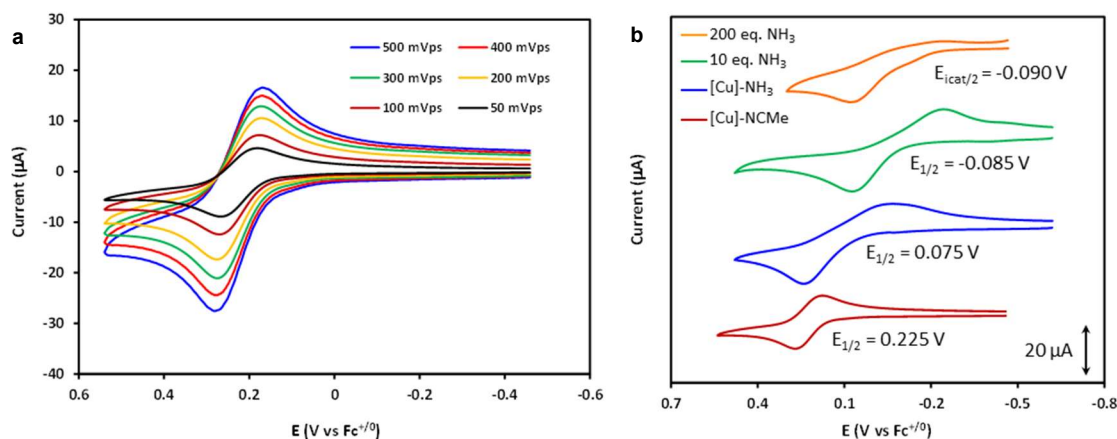 a
30
20
10
0
-10
-20
-30
-40
Current (µA)
500 mVps
400 mVps
300 mVps
200 mVps
100 mVps
50 mVps
0.6
0.4
0.2
0
-0.2
-0.4
-0.6
E (V vs Fc+/0)
b
200 eq. NH3
10 eq. NH3
[Cu]-NH3
[Cu]-NCMe
Eicat/2 = -0.090 V
E1/2 = -0.085 V
E1/2 = 0.075 V
E1/2 = 0.225 V
20 µA
Current (µA)
0.7
0.4
0.1
-0.2
-0.5
-0.8
E (V vs Fc+/0)